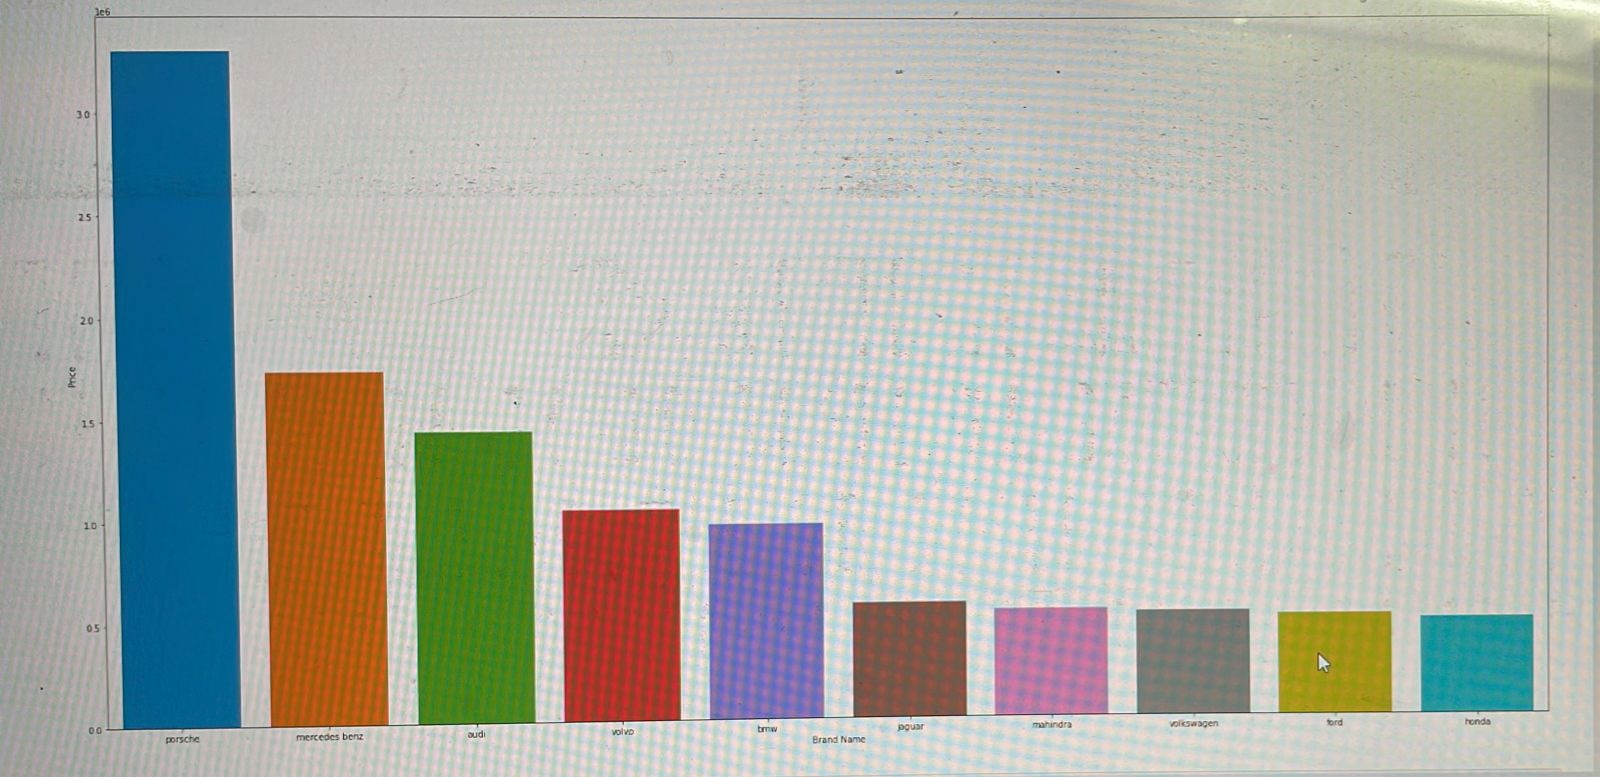 1e6
3.0
2.5
2.0
1.5
1.0
0.5
0.0
Price
porsche
mercedes benz
audi
volvo
bmw
jaguar
mahindra
volkswagen
ford
honda
Brand Name